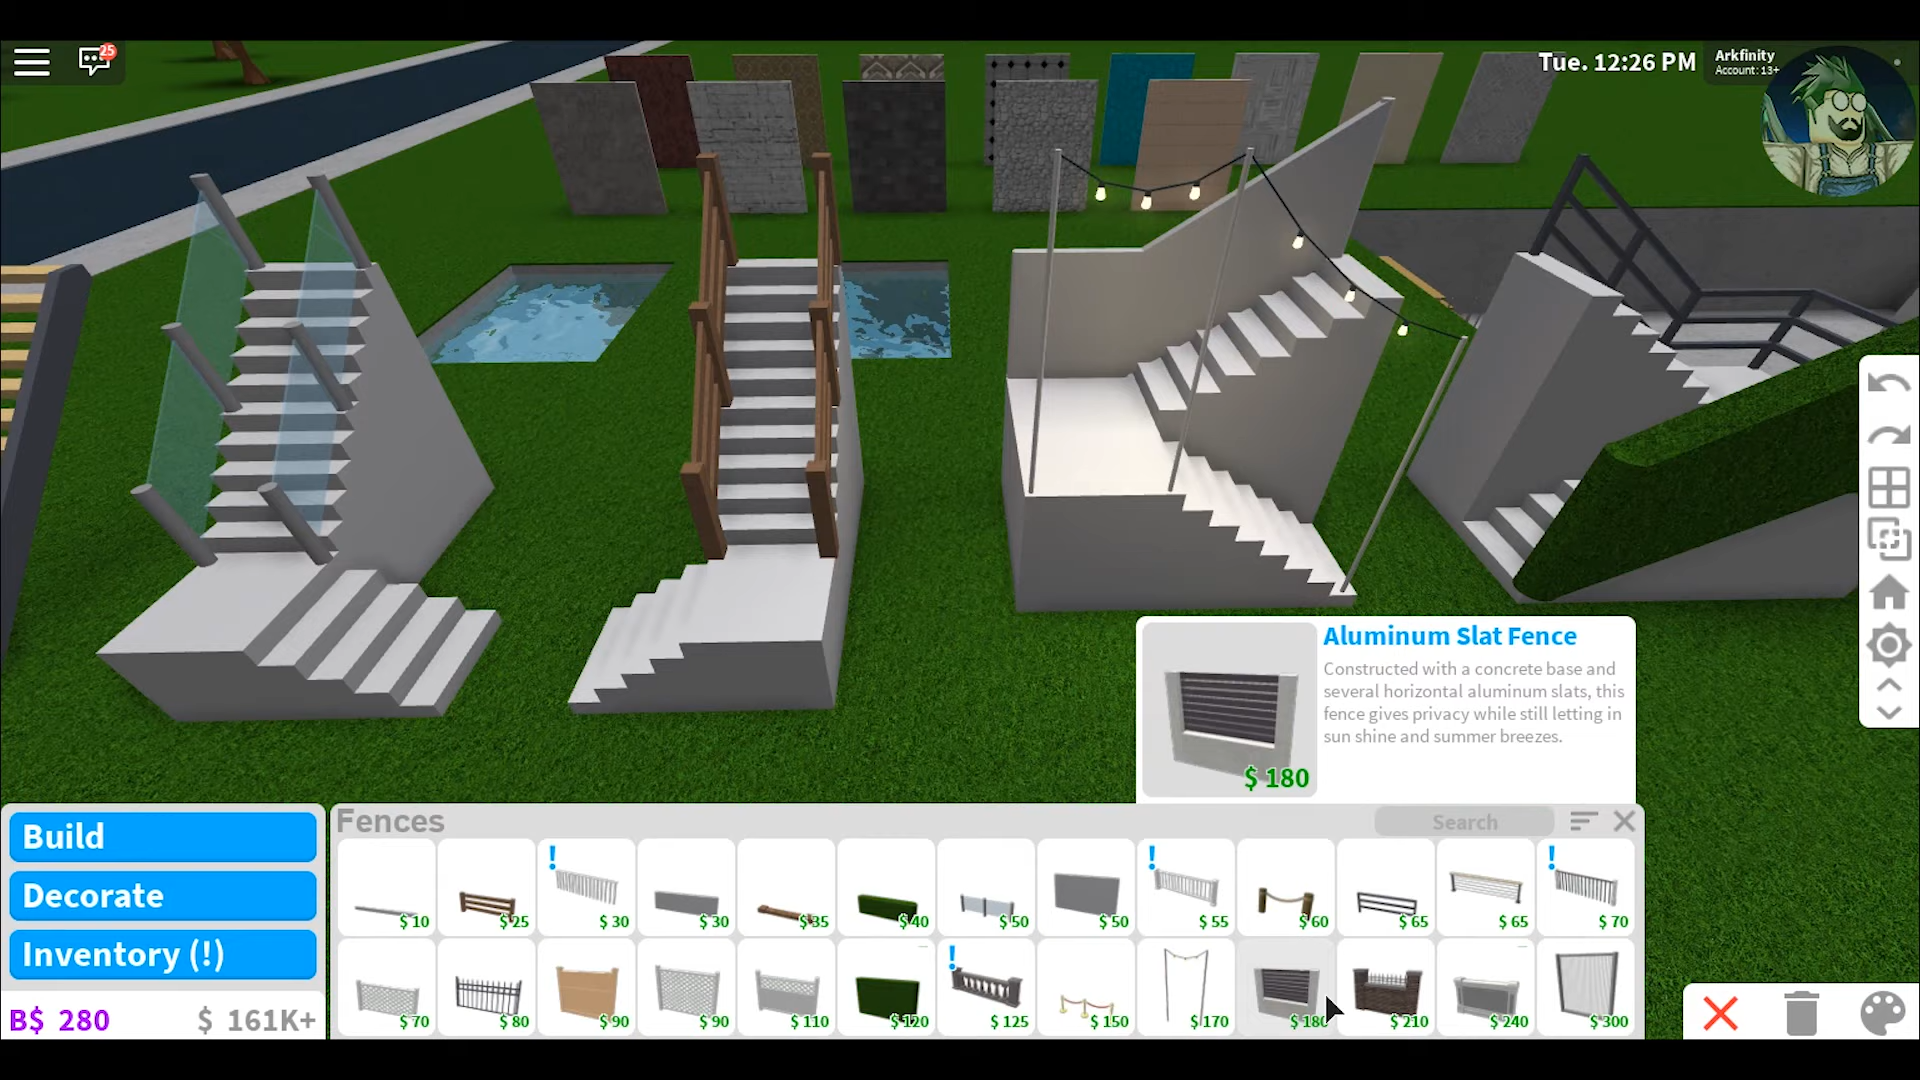 25
Tue. 12:26 PM
Arkfinity
Account: 13+
Aluminum Slat Fence
Constructed with a concrete base and
several horizontal aluminum slats, this
fence gives privacy while still letting in
sun shine and summer breezes.
$ 180
Build
Decorate
Inventory (!)
B$ 280
$ 161K+
Fences
Search
! !  !
$ 10 $ 25 $ 30 $ 30 $ 35 $ 40 $ 50 $ 50 $ 55 $ 60 $ 65 $ 65 $ 70
!
$ 70 $ 80 $ 90 $ 90 $ 110 $ 120 $ 125 $ 150 $ 170 $ 180 $ 210 $ 240 $ 300